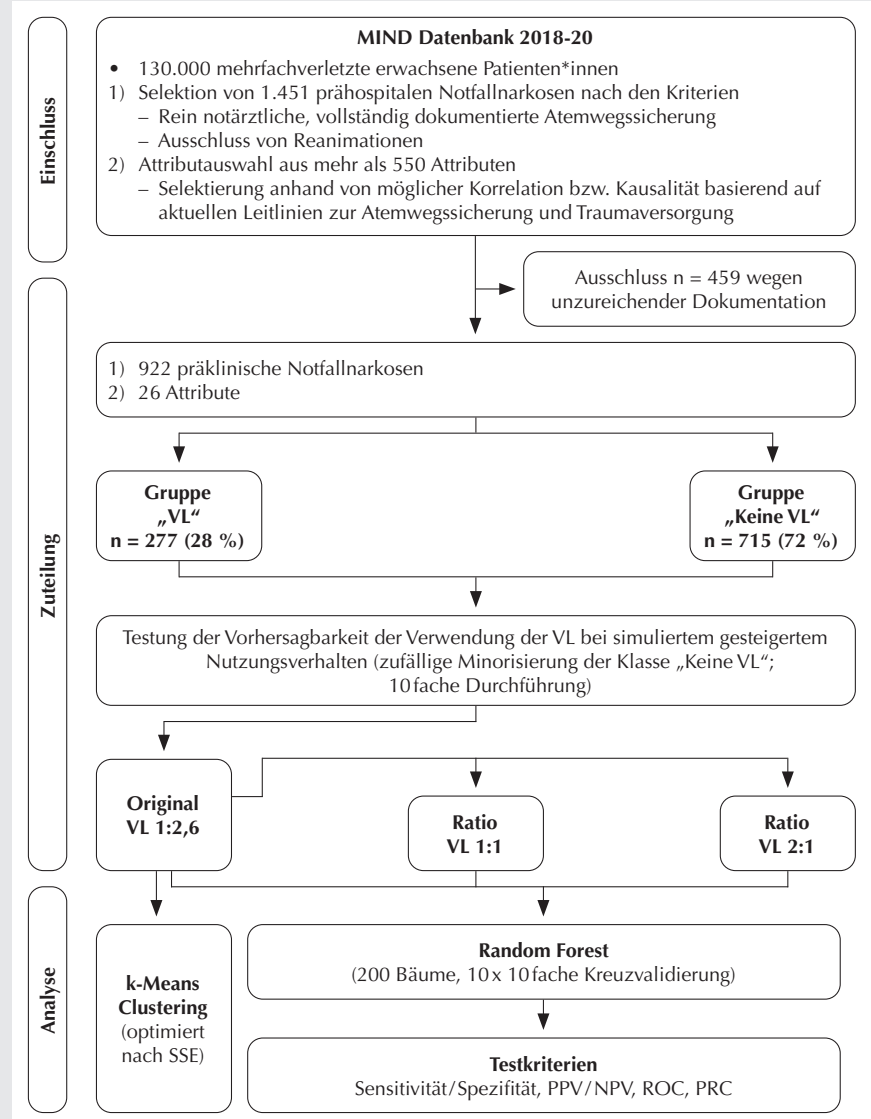 Einschluss
MIND Datenbank 2018-20
• 130.000 mehrfachverletzte erwachsene Patienten*innen
1) Selektion von 1.451 prähospitalen Notfallnarkosen nach den Kriterien
– Rein notärztliche, vollständig dokumentierte Atemwegssicherung
– Ausschluss von Reanimationen
2) Attributauswahl aus mehr als 550 Attributen
– Selektierung anhand von möglicher Korrelation bzw. Kausalität basierend auf
aktuellen Leitlinien zur Atemwegssicherung und Traumaversorgung
Zuteilung
Ausschluss n = 459 wegen
unzureichender Dokumentation
1) 922 präklinische Notfallnarkosen
2) 26 Attribute
Gruppe
„VL“
n = 277 (28 %)
Gruppe
„Keine VL“
n = 715 (72 %)
Testung der Vorhersagbarkeit der Verwendung der VL bei simuliertem gesteigertem
Nutzungsverhalten (zufällige Minorisierung der Klasse „Keine VL“;
10 fache Durchführung)
Original
VL 1:2,6
Ratio
VL 1:1
Ratio
VL 2:1
Analyse
k-Means
Clustering
(optimiert
nach SSE)
Random Forest
(200 Bäume, 10 x 10 fache Kreuzvalidierung)
Testkriterien
Sensitivität/Spezifität, PPV/NPV, ROC, PRC